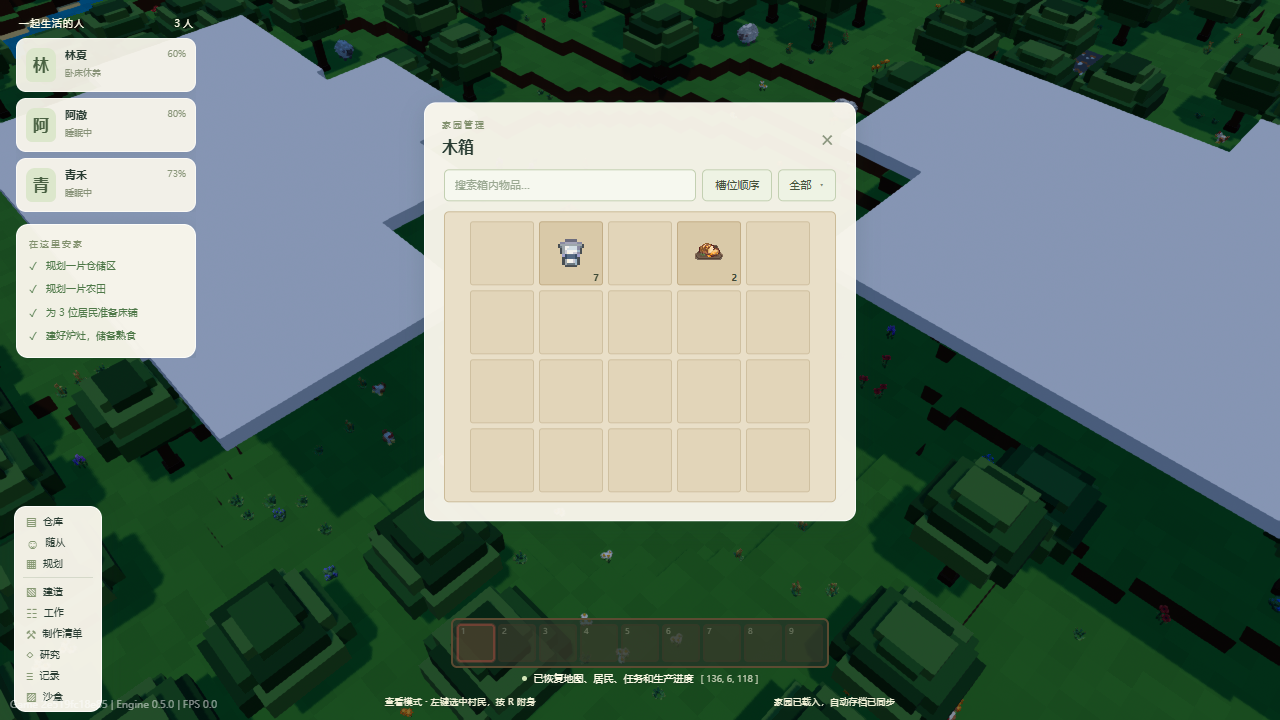 一起生活的人 3 人
林 林夏 60%
卧床休养
阿 阿澈 80%
睡眠中
青 青禾 73%
睡眠中
在这里安家
✓ 规划一片仓储区
✓ 规划一片农田
✓ 为 3 位居民准备床铺
✓ 建好炉灶，储备熟食
家园管理
木箱
×
搜索箱内物品...
槽位顺序
全部
7
2
仓库
随从
规划
建造
工作
制作清单
研究
记录
沙盒
1 2 3 4 5 6 7 8 9
已恢复地图、居民、任务和生产进度 [ 136, 6, 118 ]
查看模式 · 左键选中村民，按 R 附身
家园已载入，自动存档已同步
| Engine 0.5.0 | FPS 0.0